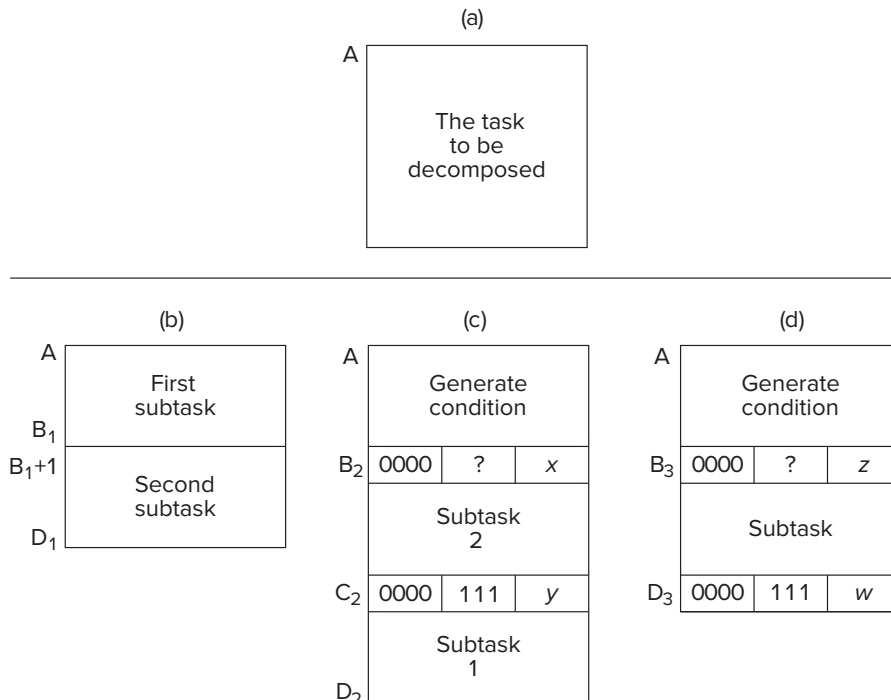 (a)
A
The task
to be
decomposed
(b)
(c)
(d)
A
First
subtask
B₁
B₁+1
Second
subtask
D₁
A
Generate
condition
B₂ 0000 ? x
Subtask
2
C₂ 0000 111 y
Subtask
1
D₂
A
Generate
condition
B₃ 0000 ? z
Subtask
D₃ 0000 111 w